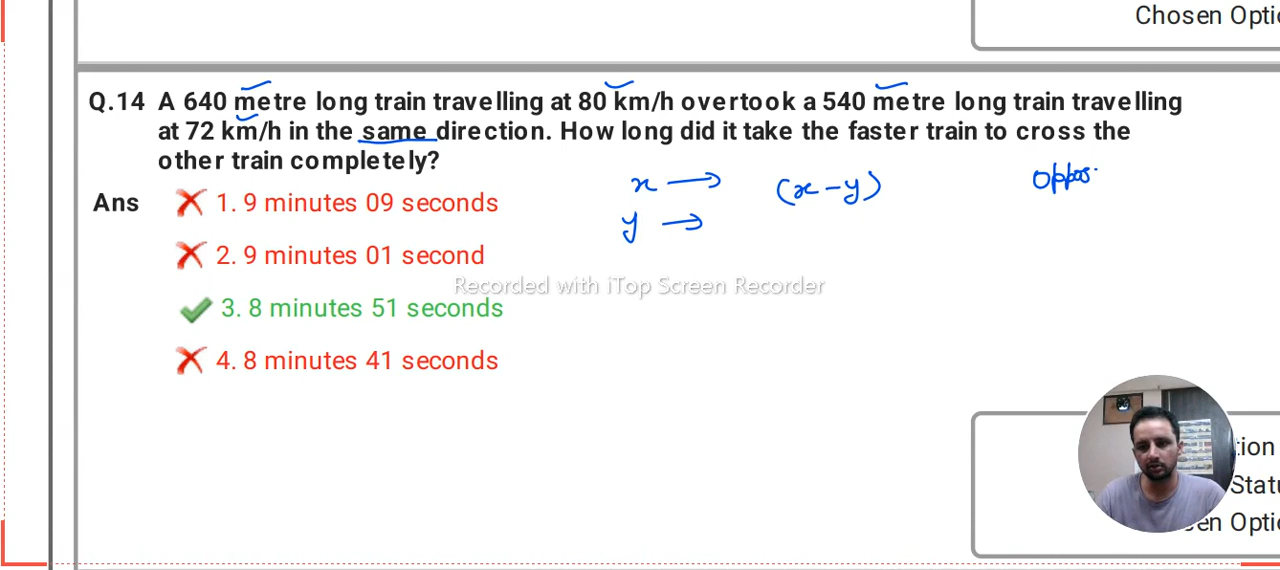 Chosen Opti
Q.14 A 640 metre long train travelling at 80 km/h overtook a 540 metre long train travelling
at 72 km/h in the same direction. How long did it take the faster train to cross the
other train completely?
x → (x-y) oppos.
y →
Ans 1. 9 minutes 09 seconds
2. 9 minutes 01 second
Recorded with iTop Screen Recorder
3. 8 minutes 51 seconds
4. 8 minutes 41 seconds
tion
Statu
en Optio